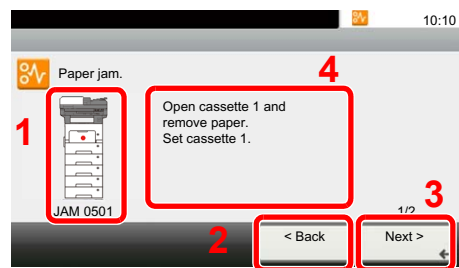 10:10
Paper jam.
4
1
Open cassette 1 and
remove paper.
Set cassette 1.
JAM 0501
1/2
3
2
< Back
Next >